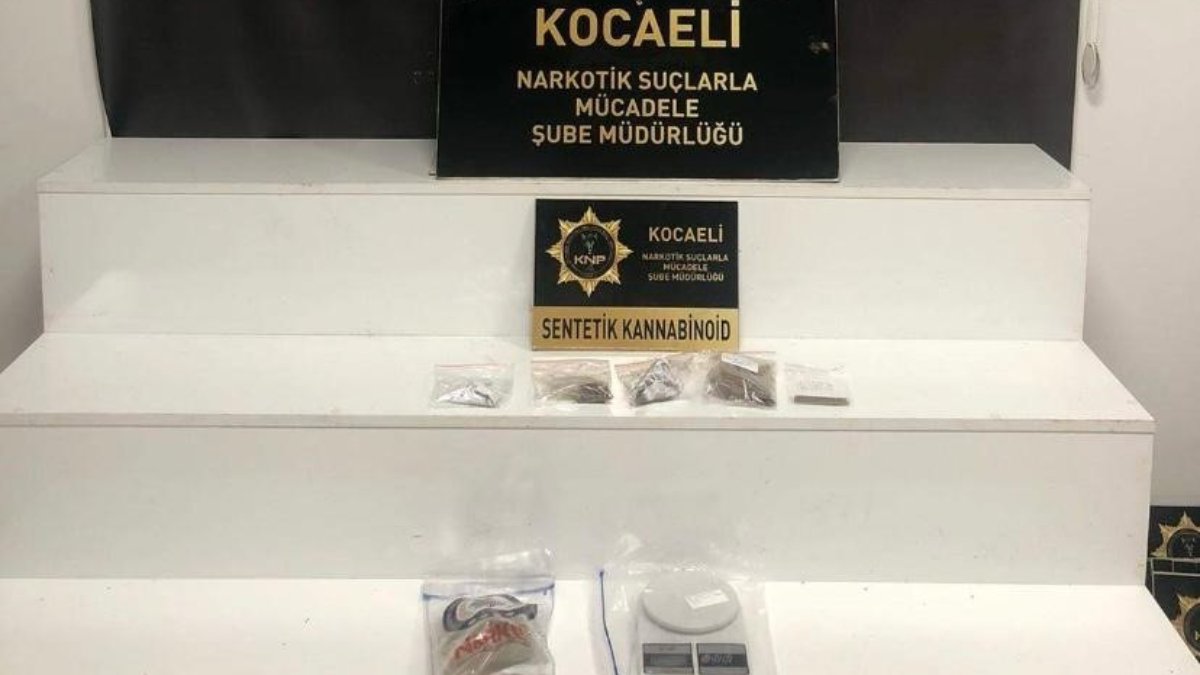 KOCAELİ
NARKOTİK SUÇLARLA
MÜCADELE
ŞUBE MÜDÜRLÜĞÜ
KNP
KOCAELİ
NARKOTİK SUÇLARLA
MÜCADELE
ŞUBE MÜDÜRLÜĞÜ
SENTETİK KANNABİNOİD